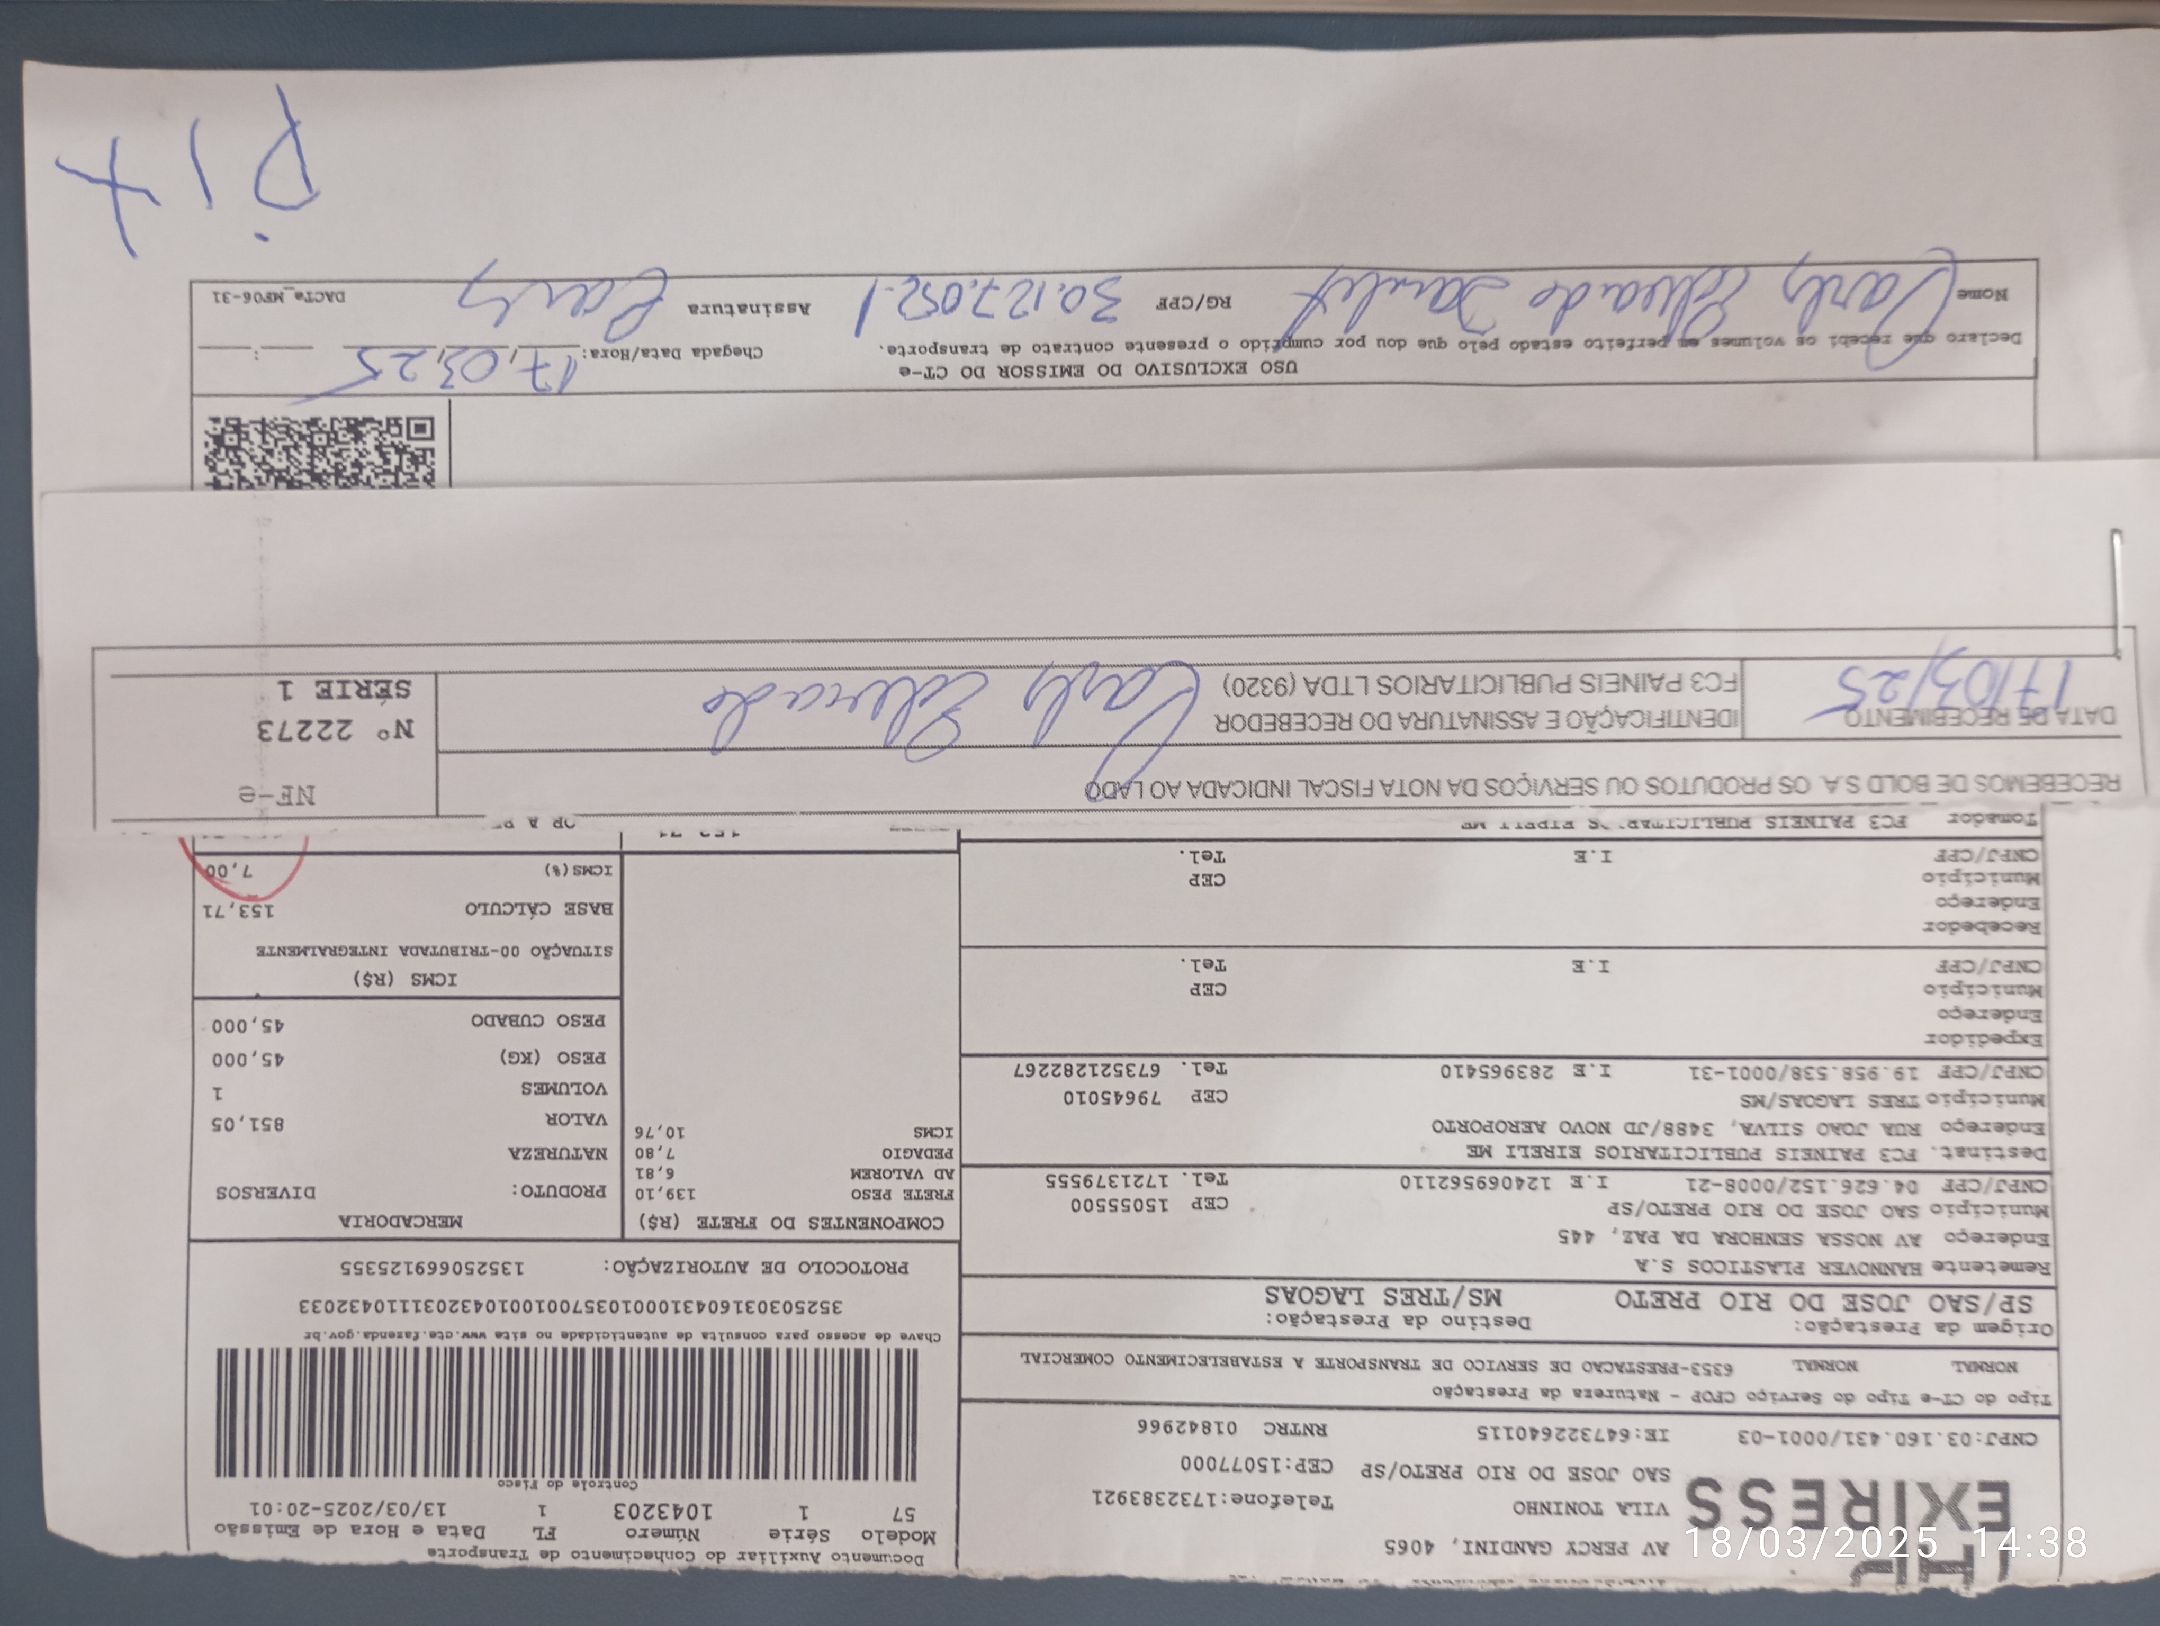 Documento Auxiliar do Conhecimento de Transporte
EXIRESS
AV PERCY GANDINI, 4065
VILA TONINHO
Telefone:1732383921
SAO JOSE DO RIO PRETO/SP CEP:15077000
CNPJ:03.160.431/0001-03 IE:647322640115 RNTRC 01842966
Modelo Série Número FL Data e Hora de Emissão
57 1 1043203 1 13/03/2025-20:01
Controle do Fisco
Tipo do CT-e Tipo do Serviço CFOP - Natureza da Prestação
NORMAL NORMAL 6353-PRESTACAO DE SERVICO DE TRANSPORTE A ESTABELECIMENTO COMERCIAL
Chave de acesso para consulta de autenticidade no site www.cte.fazenda.gov.br
35250303160431000103570010010432031110432033
Origem da Prestação: Destino da Prestação:
SP/SAO JOSE DO RIO PRETO MS/TRES LAGOAS
PROTOCOLO DE AUTORIZAÇÃO: 135250669125355
Remetente HANNOVER PLASTICOS S.A
Endereço AV NOSSA SENHORA DA PAZ, 445
Município SAO JOSE DO RIO PRETO/SP CEP 15055500
CNPJ/CPF 04.626.152/0008-21 I.E 124069562110 Tel. 1721379555
Destinat. FC3 PAINEIS PUBLICITARIOS EIRELI ME
Endereço RUA JOAO SILVA, 3488/JD NOVO AEROPORTO
Município TRES LAGOAS/MS CEP 79645010
CNPJ/CPF 19.958.538/0001-31 I.E 283965410 Tel. 67352128226​7
Expedidor
Endereço
Município CEP
CNPJ/CPF I.E Tel.
Recebedor
Endereço
Município CEP
CNPJ/CPF I.E Tel.
Tomador FC3 PAINEIS PUBLICITAR
COMPONENTES DO FRETE (R$)
FRETE PESO 139,10
AD VALOREM 6,81
PEDAGIO 7,80
ICMS 10,76
MERCADORIA
PRODUTO: DIVERSOS
NATUREZA
VALOR 851,05
VOLUMES 1
PESO (KG) 45,000
PESO CUBADO 45,000
ICMS (R$)
SITUAÇÃO 00-TRIBUTADA INTEGRALMENTE
BASE CÁLCULO 153,71
ICMS(%) 7,00
RECEBEMOS DE BOLD S.A. OS PRODUTOS OU SERVIÇOS DA NOTA FISCAL INDICADA AO LADO
DATA DE RECEBIMENTO
17/03/25
IDENTIFICAÇÃO E ASSINATURA DO RECEBEDOR
FC3 PAINEIS PUBLICITARIOS LTDA (9320)
Carlos Eduardo
NF-e
Nº 22273
SÉRIE 1
USO EXCLUSIVO DO EMISSOR DO CT-e
Declaro que recebi os volumes em perfeito estado pelo que dou por cumprido o presente contrato de transporte.
Chegada Data/Hora: 17,03,25 :
Nome Carlos Eduardo RG/CPF 30.127.052-1 Assinatura Carlos
DACTe_MP06-31
Pix
18/03/2025 14:38